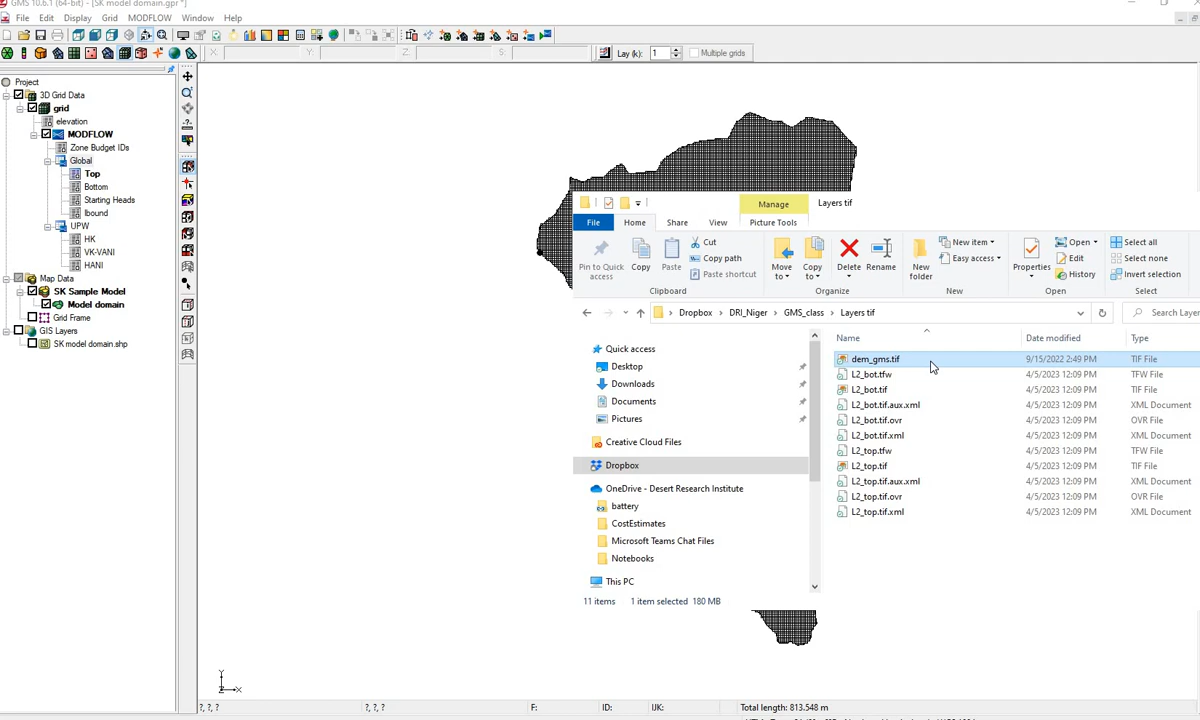 GMS 10.6.1 (64-bit) - [SK model domain.gpr *]
File Edit Display Grid MODFLOW Window Help
X: Y: Z: S: Lay (k): 1 Multiple grids
Project
3D Grid Data
grid
elevation
MODFLOW
Zone Budget IDs
Global
Top
Bottom
Starting Heads
Ibound
UPW
HK
VK-VANI
HANI
Map Data
SK Sample Model
Model domain
Grid Frame
GIS Layers
SK model domain.shp
Manage Layers tif
File Home Share View Picture Tools
Pin to Quick access
Copy
Paste
Cut
Copy path
Paste shortcut
Clipboard
Move to
Copy to
Delete
Rename
Organize
New folder
New item
Easy access
New
Properties
Open
Edit
History
Open
Select all
Select none
Invert selection
Select
Dropbox DRI_Niger GMS_class Layers tif
Search Layer
Quick access
Desktop
Downloads
Documents
Pictures
Creative Cloud Files
Dropbox
OneDrive - Desert Research Institute
battery
CostEstimates
Microsoft Teams Chat Files
Notebooks
This PC
Name Date modified Type
dem_gms.tif 9/15/2022 2:49 PM TIF File
L2_bot.tfw 4/5/2023 12:09 PM TFW File
L2_bot.tif 4/5/2023 12:09 PM TIF File
L2_bot.tif.aux.xml 4/5/2023 12:09 PM XML Document
L2_bot.tif.ovr 4/5/2023 12:09 PM OVR File
L2_bot.tif.xml 4/5/2023 12:09 PM XML Document
L2_top.tfw 4/5/2023 12:09 PM TFW File
L2_top.tif 4/5/2023 12:09 PM TIF File
L2_top.tif.aux.xml 4/5/2023 12:09 PM XML Document
L2_top.tif.ovr 4/5/2023 12:09 PM OVR File
L2_top.tif.xml 4/5/2023 12:09 PM XML Document
11 items 1 item selected 180 MB
Y
Z X
?, ?, ? ?, ?, ? F: ID: IJK: Total length: 813.548 m